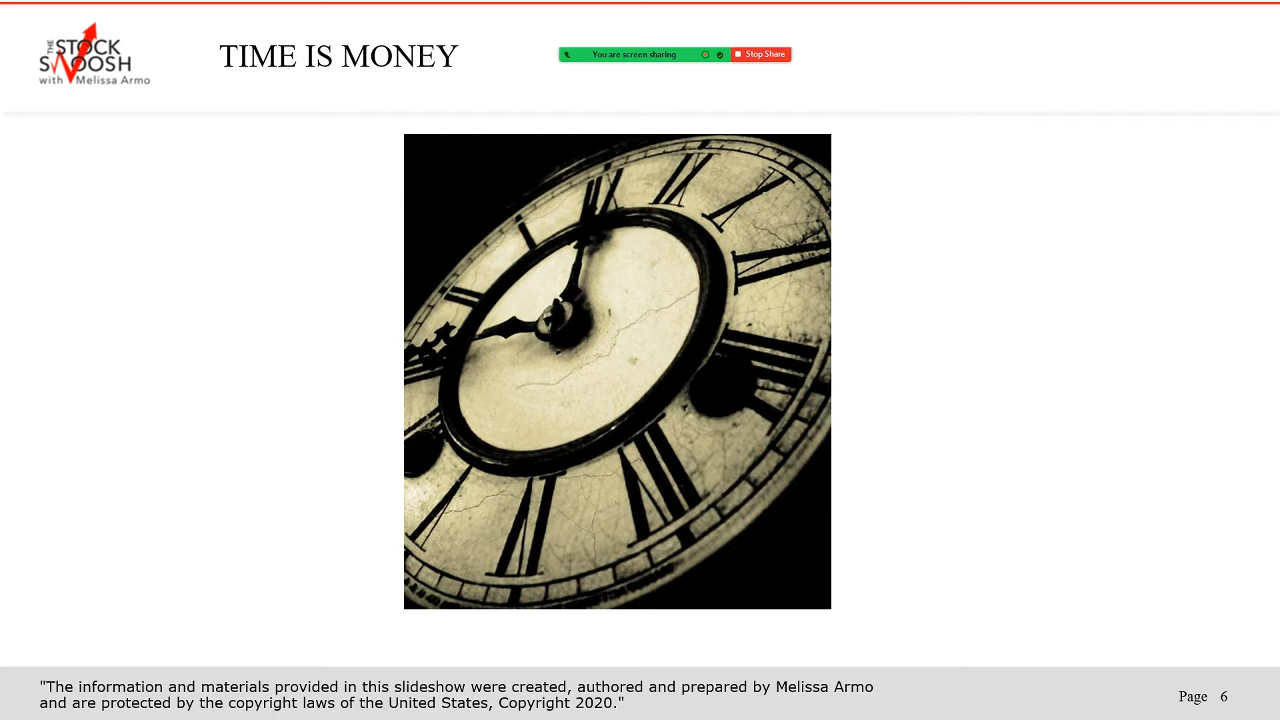 THE STOCK
SWOOSH
with Melissa Armo
TIME IS MONEY
You are screen sharing
Stop Share
"The information and materials provided in this slideshow were created, authored and prepared by Melissa Armo
and are protected by the copyright laws of the United States, Copyright 2020."
Page 6